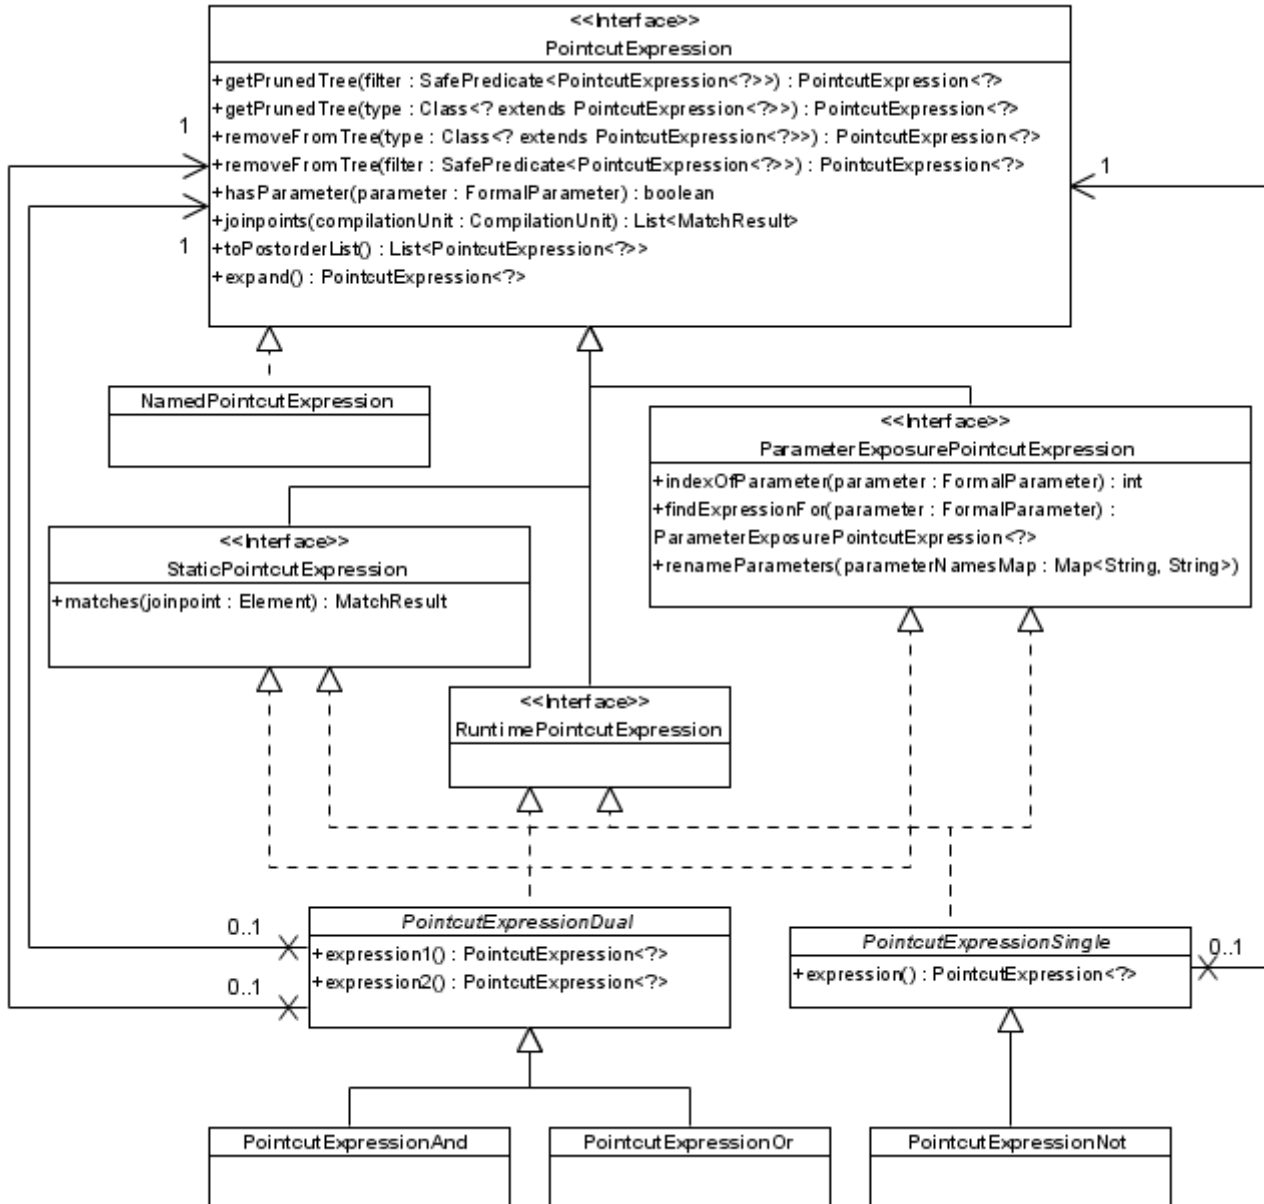 <<Interface>>
PointcutExpression
+getPrunedTree(filter : SafePredicate<PointcutExpression<?>>) : PointcutExpression<?>
+getPrunedTree(type : Class<? extends PointcutExpression<?>>) : PointcutExpression<?>
1
+removeFromTree(type : Class<? extends PointcutExpression<?>>) : PointcutExpression<?>
+removeFromTree(filter : SafePredicate<PointcutExpression<?>>) : PointcutExpression<?>
1
+hasParameter(parameter : FormalParameter) : boolean
+joinpoints(compilationUnit : CompilationUnit) : List<MatchResult>
1
+toPostorderList() : List<PointcutExpression<?>>
+expand() : PointcutExpression<?>
NamedPointcutExpression
<<Interface>>
ParameterExposurePointcutExpression
+indexOfParameter(parameter : FormalParameter) : int
+findExpressionFor(parameter : FormalParameter) :
ParameterExposurePointcutExpression<?>
+renameParameters(parameterNamesMap : Map<String, String>)
<<Interface>>
StaticPointcutExpression
+matches(joinpoint : Element) : MatchResult
<<Interface>>
RuntimePointcutExpression
0..1
0..1
PointcutExpressionDual
+expression1() : PointcutExpression<?>
+expression2() : PointcutExpression<?>
PointcutExpressionSingle
0..1
+expression() : PointcutExpression<?>
PointcutExpressionAnd
PointcutExpressionOr
PointcutExpressionNot